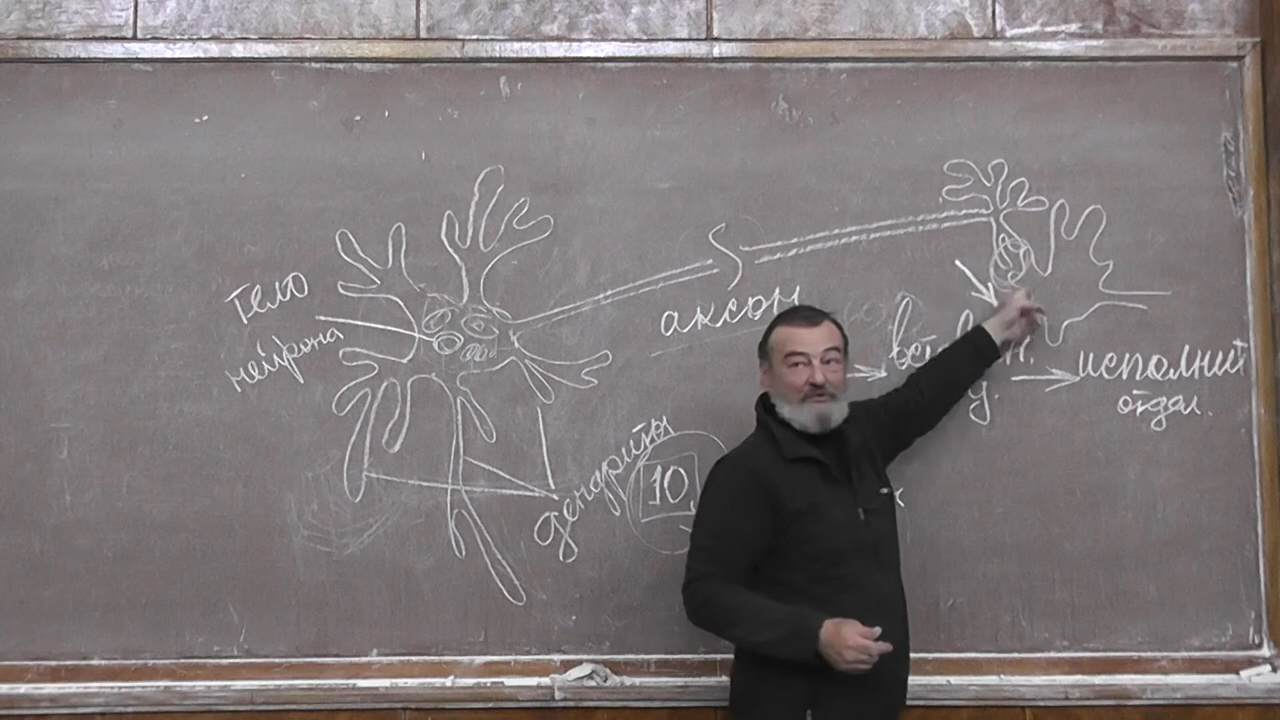 Тело
нейрона
аксон
дендриты
10
исполнит
отдел.